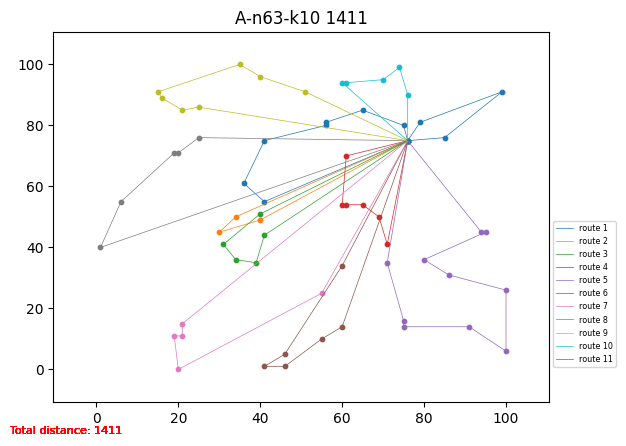 A-n63-k10 1411
100
80
60
40
20
0
0 20 40 60 80 100
route 1
route 2
route 3
route 4
route 5
route 6
route 7
route 8
route 9
route 10
route 11
Total distance: 1411